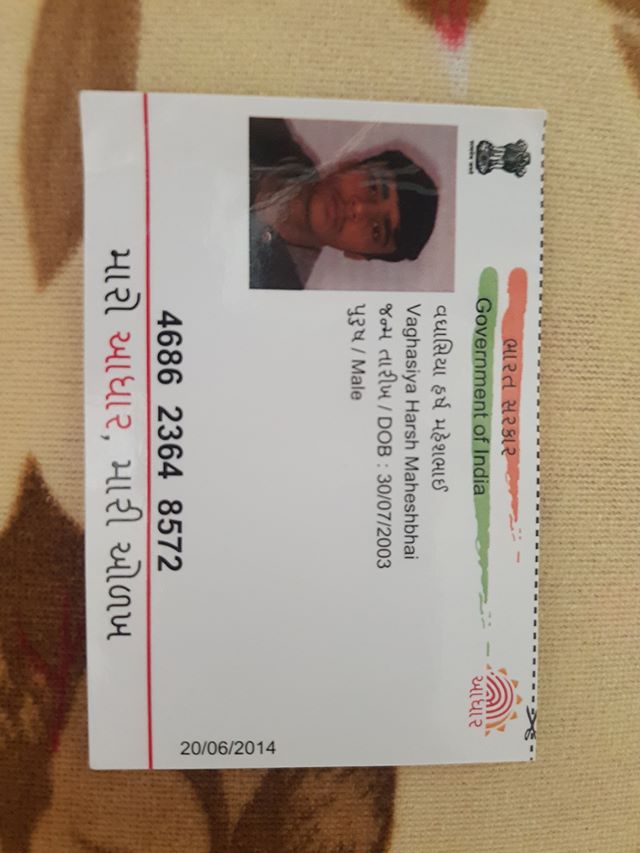 ભારત સરકાર
Government of India
વઘાસિયા હર્ષ મહેશભાઈ
Vaghasiya Harsh Maheshbhai
જન્મ તારીખ / DOB : 30/07/2003
પુરુષ / Male
આધાર
20/06/2014
4686 2364 8572
મારો આધાર, મારી ઓળખ